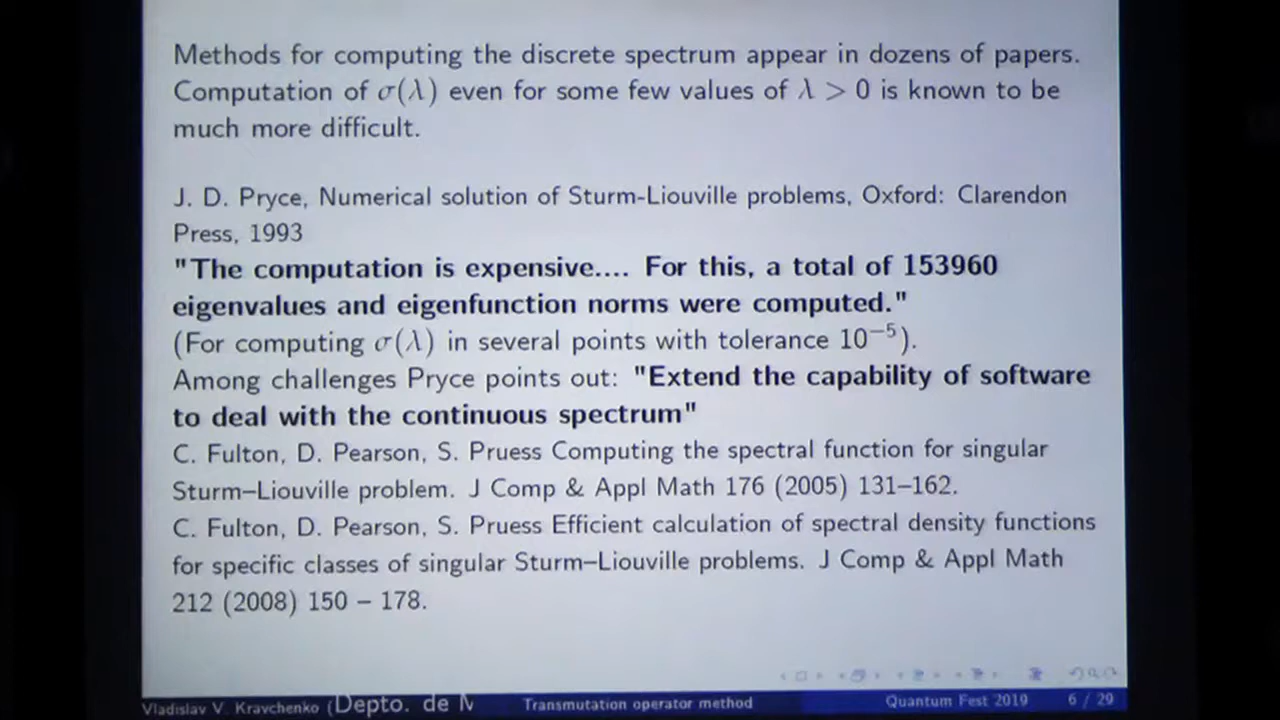 Methods for computing the discrete spectrum appear in dozens of papers.
Computation of σ(λ) even for some few values of λ > 0 is known to be
much more difficult.
J. D. Pryce, Numerical solution of Sturm-Liouville problems, Oxford: Clarendon
Press, 1993
"The computation is expensive.... For this, a total of 153960
eigenvalues and eigenfunction norms were computed."
(For computing σ(λ) in several points with tolerance 10⁻⁵).
Among challenges Pryce points out: "Extend the capability of software
to deal with the continuous spectrum"
C. Fulton, D. Pearson, S. Pruess Computing the spectral function for singular
Sturm–Liouville problem. J Comp & Appl Math 176 (2005) 131–162.
C. Fulton, D. Pearson, S. Pruess Efficient calculation of spectral density functions
for specific classes of singular Sturm–Liouville problems. J Comp & Appl Math
212 (2008) 150 – 178.
Vladislav V. Kravchenko (Depto. de M Transmutation operator method Quantum Fest 2019 6 / 29